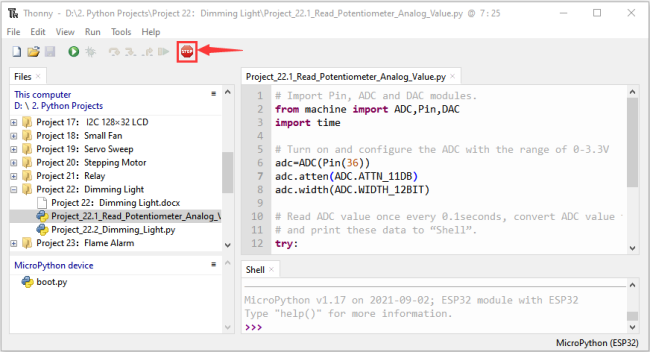 Thonny - D:\2. Python Projects\Project 22: Dimming Light\Project_22.1_Read_Potentiometer_Analog_Value.py @ 7 : 25
File Edit View Run Tools Help
STOP
Files
This computer
D: \ 2. Python Projects
Project 17: I2C 128×32 LCD
Project 18: Small Fan
Project 19: Servo Sweep
Project 20: Stepping Motor
Project 21: Relay
Project 22: Dimming Light
Project 22: Dimming Light.docx
Project_22.1_Read_Potentiometer_Analog_V
Project_22.2_Dimming_Light.py
Project 23: Flame Alarm
MicroPython device
boot.py
Project_22.1_Read_Potentiometer_Analog_Value.py
1 # Import Pin, ADC and DAC modules.
2 from machine import ADC,Pin,DAC
3 import time
4
5 # Turn on and configure the ADC with the range of 0-3.3V
6 adc=ADC(Pin(36))
7 adc.atten(ADC.ATTN_11DB)
8 adc.width(ADC.WIDTH_12BIT)
9
10 # Read ADC value once every 0.1seconds, convert ADC value
11 # and print these data to “Shell”.
12 try:
Shell
MicroPython v1.17 on 2021-09-02; ESP32 module with ESP32
Type "help()" for more information.
>>>
MicroPython (ESP32)